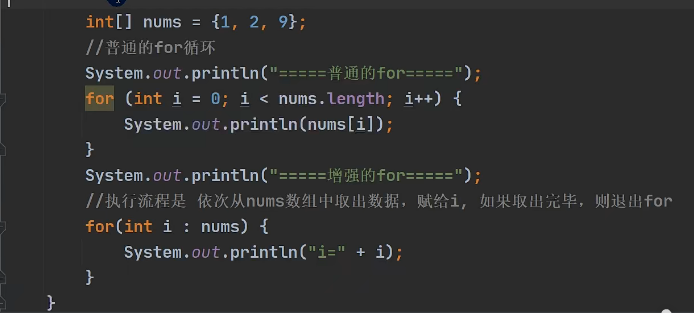 int[] nums = {1, 2, 9};
//普通的for循环
System.out.println("=====普通的for=====");
for (int i = 0; i < nums.length; i++) {
System.out.println(nums[i]);
}
System.out.println("=====增强的for=====");
//执行流程是 依次从nums数组中取出数据，赋给i, 如果取出完毕，则退出for
for(int i : nums) {
System.out.println("i=" + i);
}
}